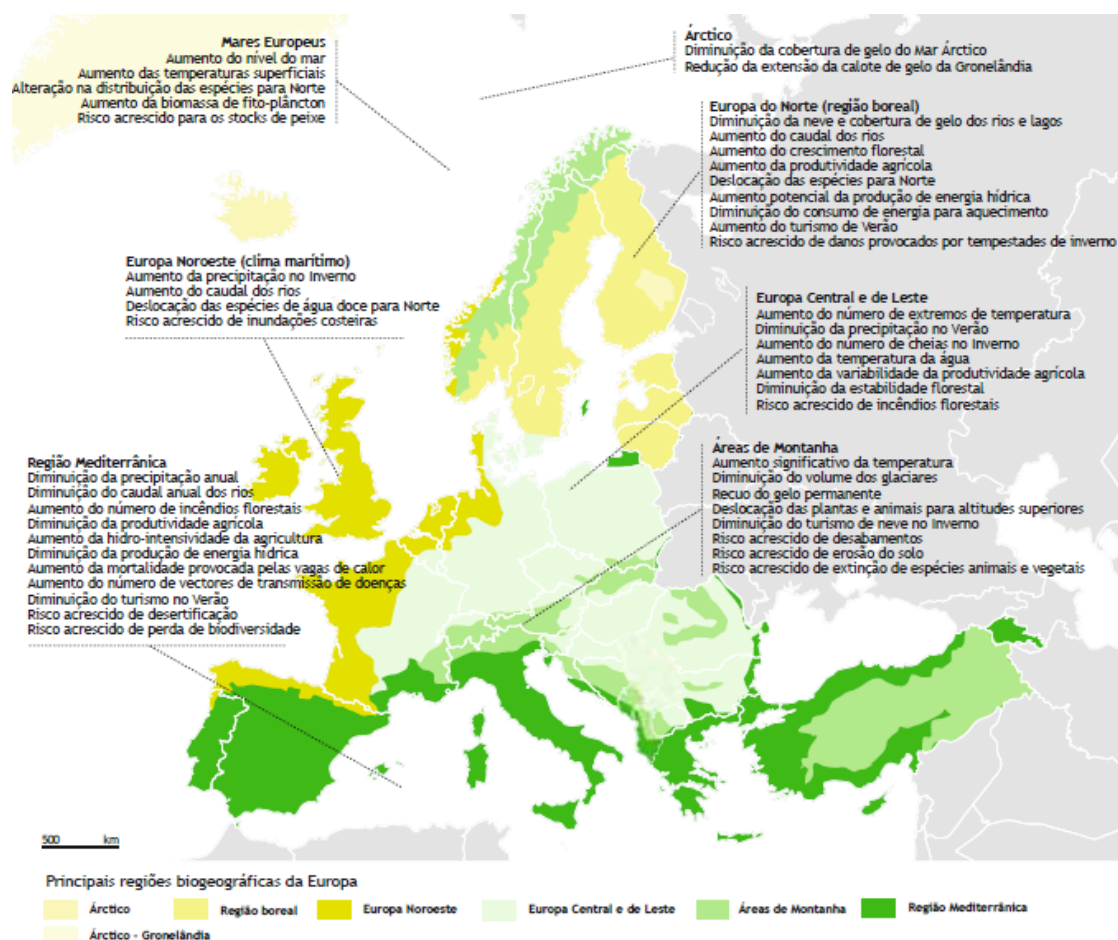 Mares Europeus
Aumento do nível do mar
Aumento das temperaturas superficiais
Alteração na distribuição das espécies para Norte
Aumento da biomassa de fito-plâncton
Risco acrescido para os stocks de peixe
Árctico
Diminuição da cobertura de gelo do Mar Árctico
Redução da extensão da calote de gelo da Gronelândia
Europa do Norte (região boreal)
Diminuição da neve e cobertura de gelo dos rios e lagos
Aumento do caudal dos rios
Aumento do crescimento florestal
Aumento da produtividade agrícola
Deslocação das espécies para Norte
Aumento potencial da produção de energia hídrica
Diminuição do consumo de energia para aquecimento
Aumento do turismo de Verão
Risco acrescido de danos provocados por tempestades de inverno
Europa Noroeste (clima marítimo)
Aumento da precipitação no Inverno
Aumento do caudal dos rios
Deslocação das espécies de água doce para Norte
Risco acrescido de inundações costeiras
Europa Central e de Leste
Aumento do número de extremos de temperatura
Diminuição da precipitação no Verão
Aumento do número de cheias no Inverno
Aumento da temperatura da água
Aumento da variabilidade da produtividade agrícola
Diminuição da estabilidade florestal
Risco acrescido de incêndios florestais
Região Mediterrânica
Diminuição da precipitação anual
Diminuição do caudal anual dos rios
Aumento do número de incêndios florestais
Diminuição da produtividade agrícola
Aumento da hidro-intensividade da agricultura
Diminuição da produção de energia hídrica
Aumento da mortalidade provocada pelas vagas de calor
Aumento do número de vectores de transmissão de doenças
Diminuição do turismo no Verão
Risco acrescido de desertificação
Risco acrescido de perda de biodiversidade
Áreas de Montanha
Aumento significativo da temperatura
Diminuição do volume dos glaciares
Recuo do gelo permanente
Deslocação das plantas e animais para altitudes superiores
Diminuição do turismo de neve no Inverno
Risco acrescido de desabamentos
Risco acrescido de erosão do solo
Risco acrescido de extinção de espécies animais e vegetais
500 km
Principais regiões biogeográficas da Europa
Árctico
Região boreal
Europa Noroeste
Europa Central e de Leste
Áreas de Montanha
Região Mediterrânica
Árctico - Gronelândia